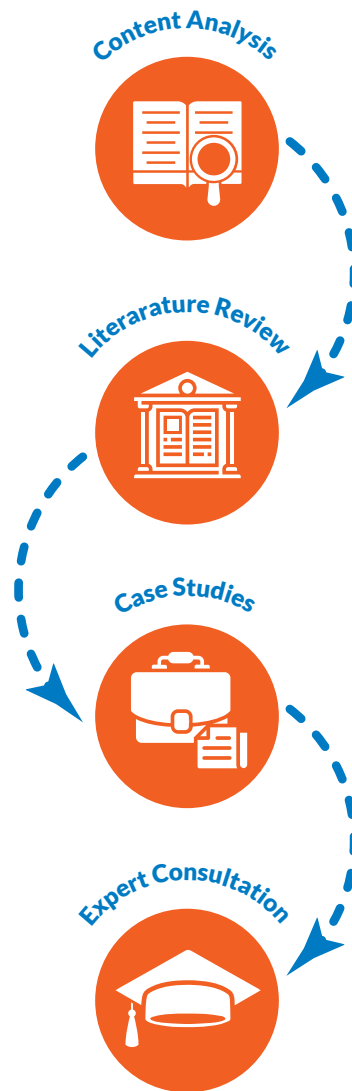 Content Analysis
Literarature Review
Case Studies
Expert Consultation